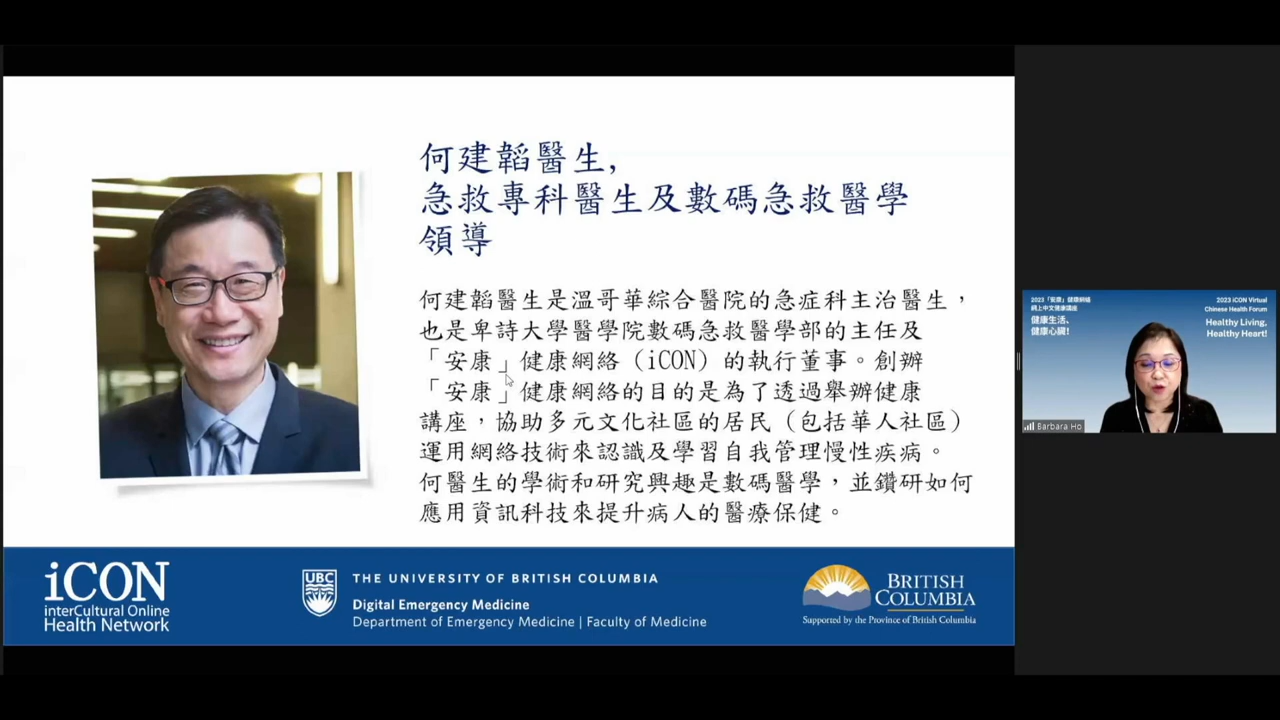 何建韜醫生,
急救專科醫生及數碼急救醫學
領導
何建韜醫生是溫哥華綜合醫院的急症科主治醫生，
也是卑詩大學醫學院數碼急救醫學部的主任及
「安康」健康網絡（iCON）的執行董事。創辦
「安康」健康網絡的目的是為了透過舉辦健康
講座，協助多元文化社區的居民（包括華人社區）
運用網絡技術來認識及學習自我管理慢性疾病。
何醫生的學術和研究興趣是數碼醫學，並鑽研如何
應用資訊科技來提升病人的醫療保健。
iCON
interCultural Online
Health Network
UBC
THE UNIVERSITY OF BRITISH COLUMBIA
Digital Emergency Medicine
Department of Emergency Medicine | Faculty of Medicine
BRITISH
COLUMBIA
Supported by the Province of British Columbia
2023「安康」健康網絡
網上中文健康講座
健康生活、
健康心臟!
2023 iCON Virtual
Chinese Health Forum
Healthy Living,
Healthy Heart!
Barbara Ho